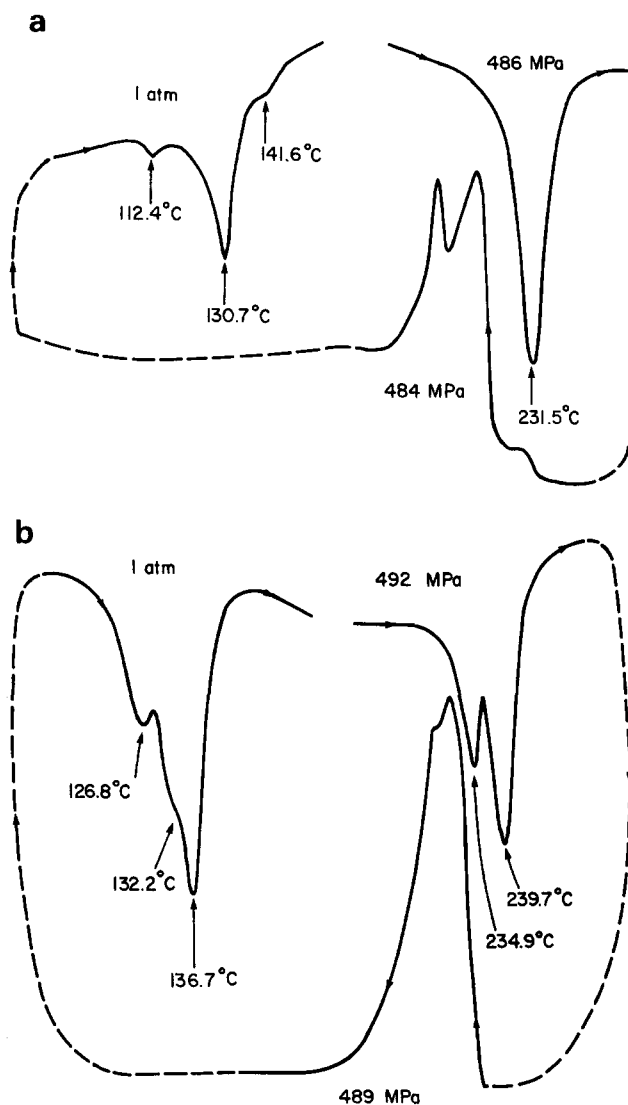 a
486 MPa
1 atm
141.6°C
112.4°C
130.7°C
484 MPa
231.5°C
b
1 atm
492 MPa
126.8°C
132.2°C
239.7°C
234.9°C
136.7°C
489 MPa